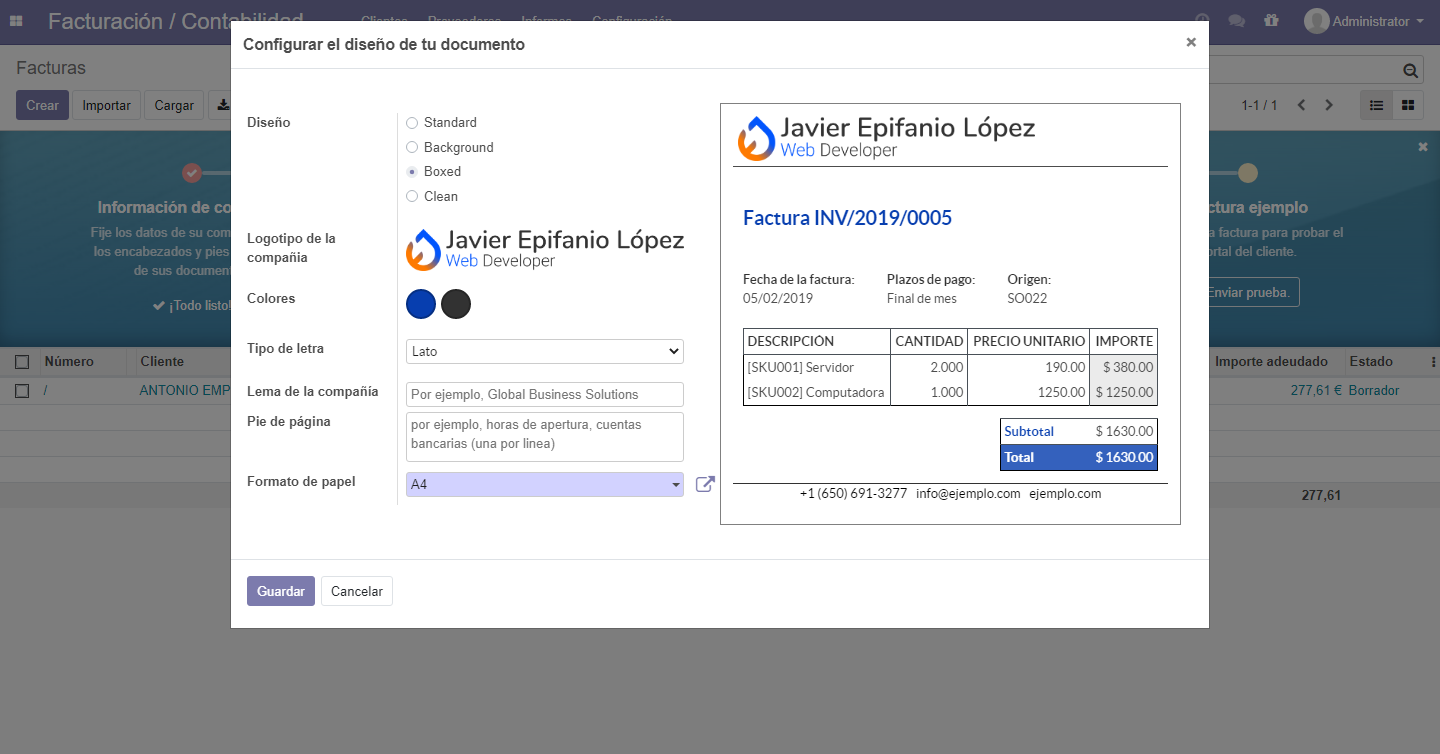 Facturación / Contabilidad
Clientes Proveedores Informes Configuración
Administrator
Configurar el diseño de tu documento
×
Facturas
Crear
Importar
Cargar
1-1 / 1
Diseño
Standard
Background
Boxed
Clean
Logotipo de la
compañia
Javier Epifanio López
Web Developer
Colores
Tipo de letra
Lato
Lema de la compañía
Por ejemplo, Global Business Solutions
Pie de página
por ejemplo, horas de apertura, cuentas
bancarias (una por linea)
Formato de papel
A4
Javier Epifanio López
Web Developer
Factura INV/2019/0005
Fecha de la factura: Plazos de pago: Origen:
05/02/2019 Final de mes SO022
DESCRIPCIÓN CANTIDAD PRECIO UNITARIO IMPORTE
[SKU001] Servidor 2.000 190.00 $ 380.00
[SKU002] Computadora 1.000 1250.00 $ 1250.00
Subtotal $ 1630.00
Total $ 1630.00
+1 (650) 691-3277 info@ejemplo.com ejemplo.com
Guardar
Cancelar
Información de co
Fije los datos de su com
los encabezados y pies
de sus document
¡Todo listo!
ctura ejemplo
a factura para probar el
ortal del cliente.
Enviar prueba.
Número Cliente Importe adeudado Estado
/ ANTONIO EMP 277,61 € Borrador
277,61